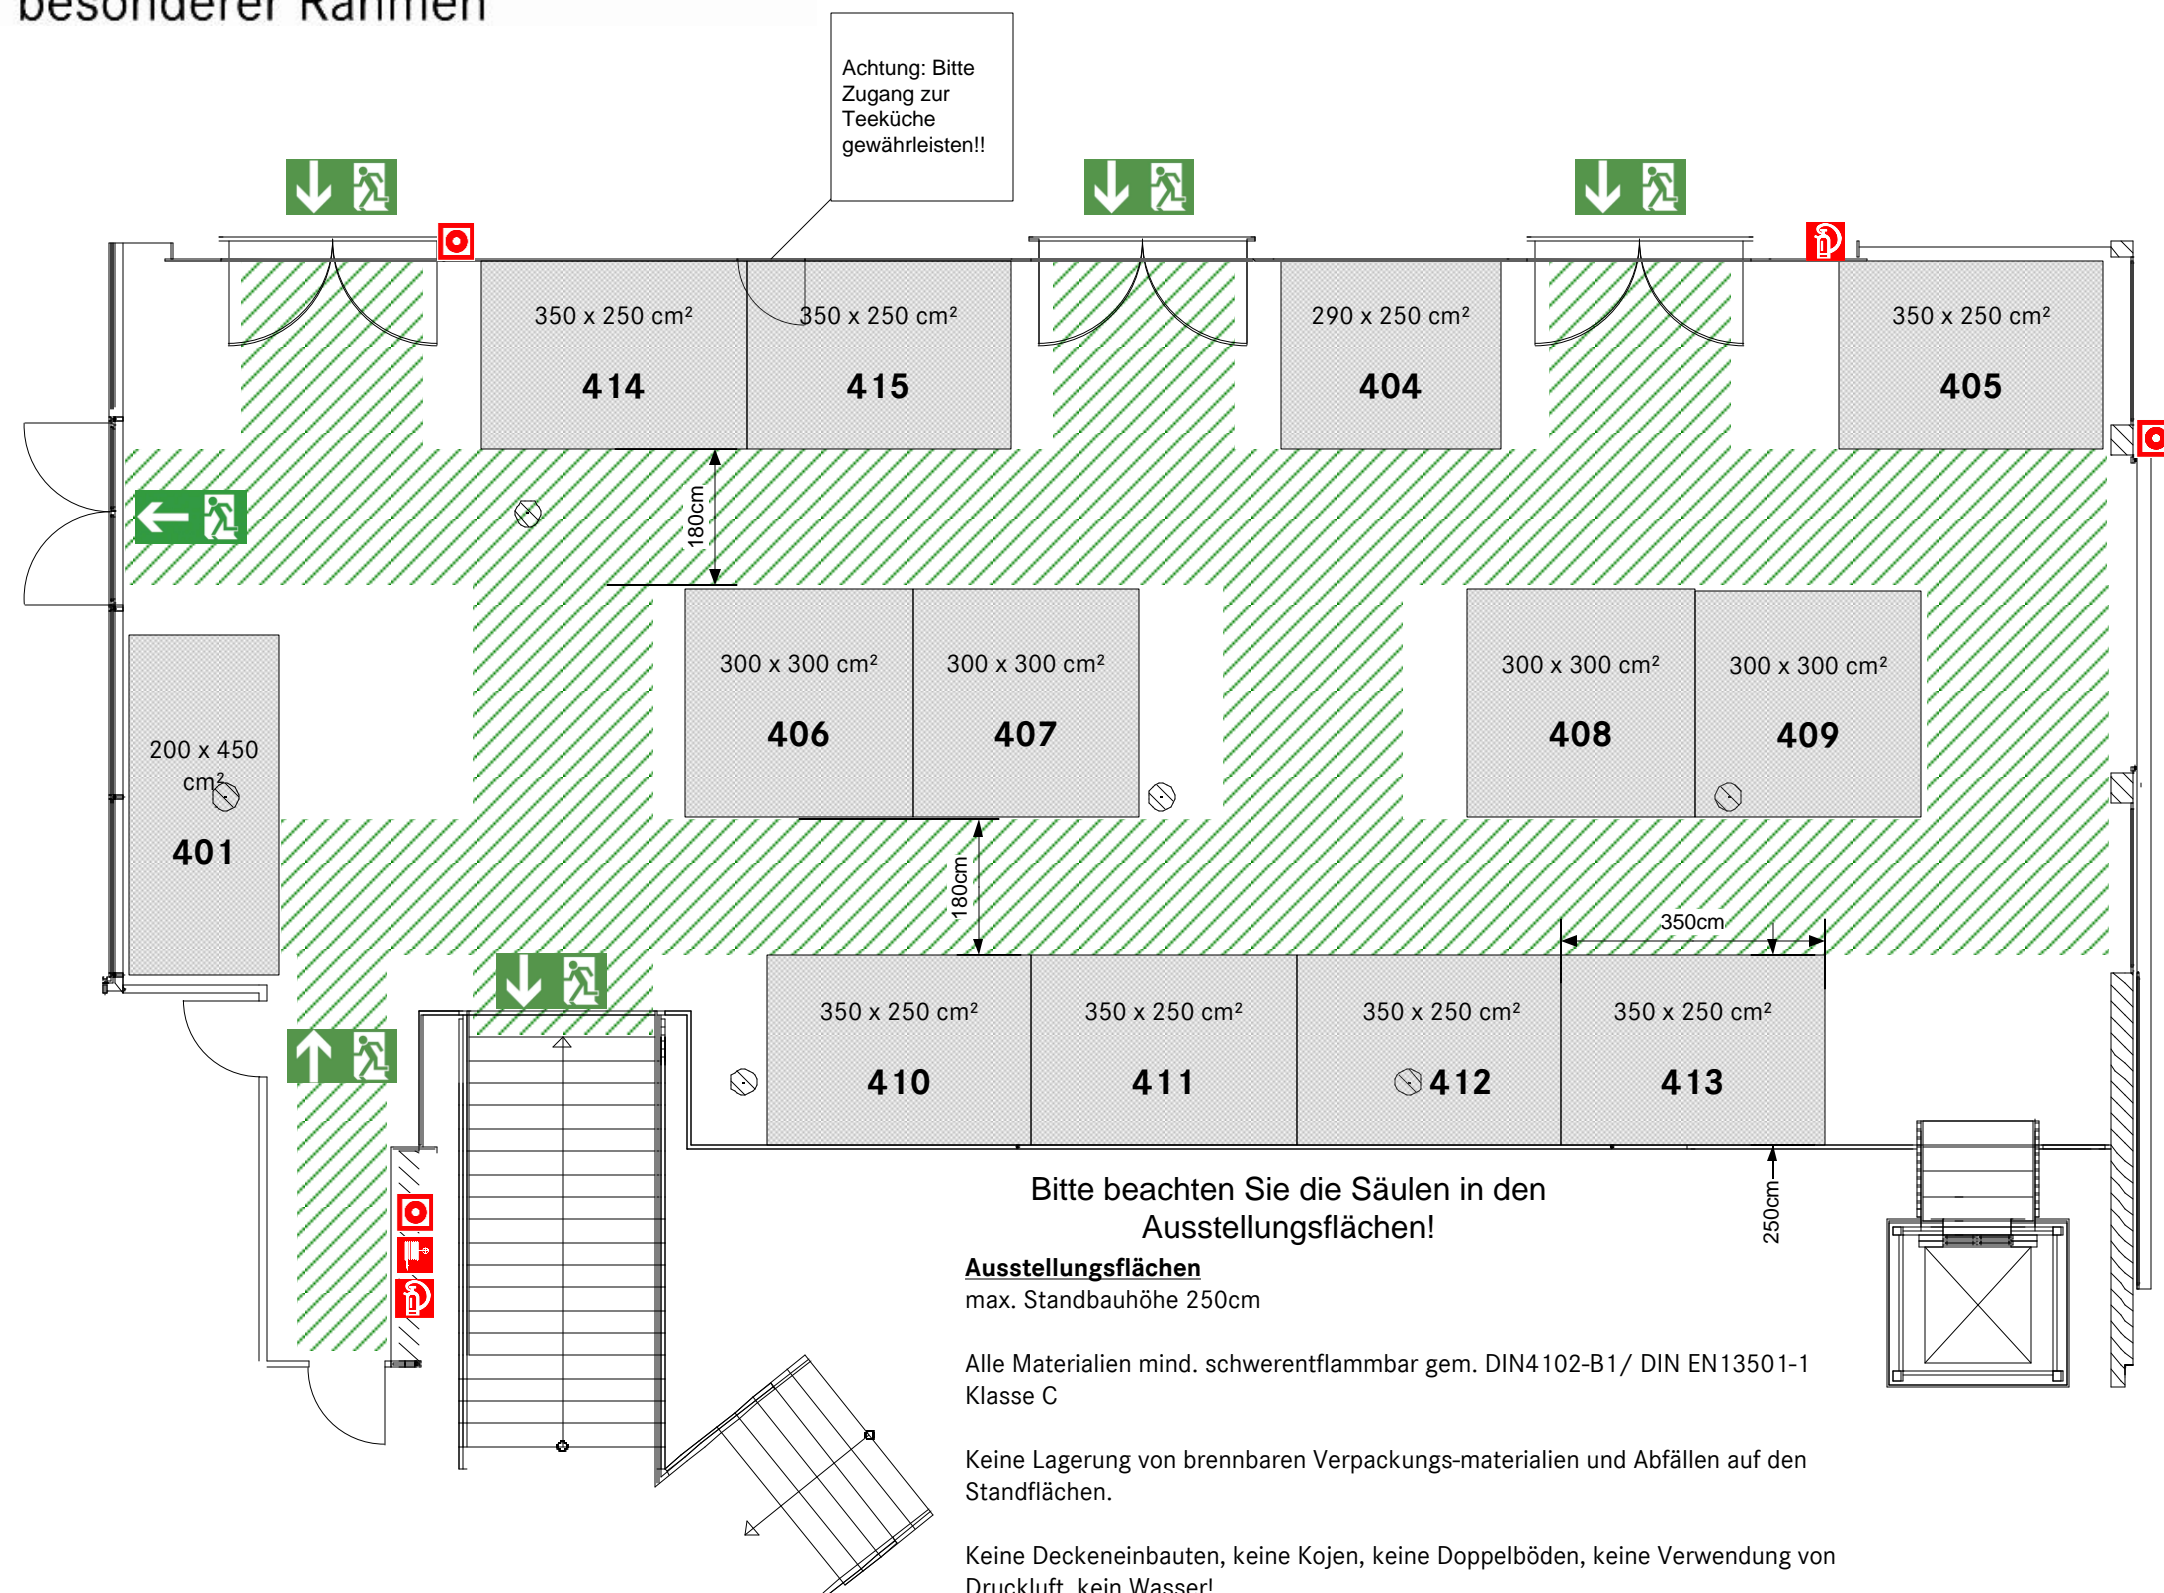 besonderer Rahmen
Achtung: Bitte
Zugang zur
Teeküche
gewährleisten!!
350 x 250 cm²
414
350 x 250 cm²
415
290 x 250 cm²
404
350 x 250 cm²
405
180cm
300 x 300 cm²
406
300 x 300 cm²
407
300 x 300 cm²
408
300 x 300 cm²
409
200 x 450
cm²
401
180cm
350cm
350 x 250 cm²
410
350 x 250 cm²
411
350 x 250 cm²
412
350 x 250 cm²
413
250cm
Bitte beachten Sie die Säulen in den
Ausstellungsflächen!
Ausstellungsflächen
max. Standbauhöhe 250cm
Alle Materialien mind. schwerentflammbar gem. DIN4102-B1/ DIN EN13501-1
Klasse C
Keine Lagerung von brennbaren Verpackungs-materialien und Abfällen auf den
Standflächen.
Keine Deckeneinbauten, keine Kojen, keine Doppelböden, keine Verwendung von
Druckluft, kein Wasser!